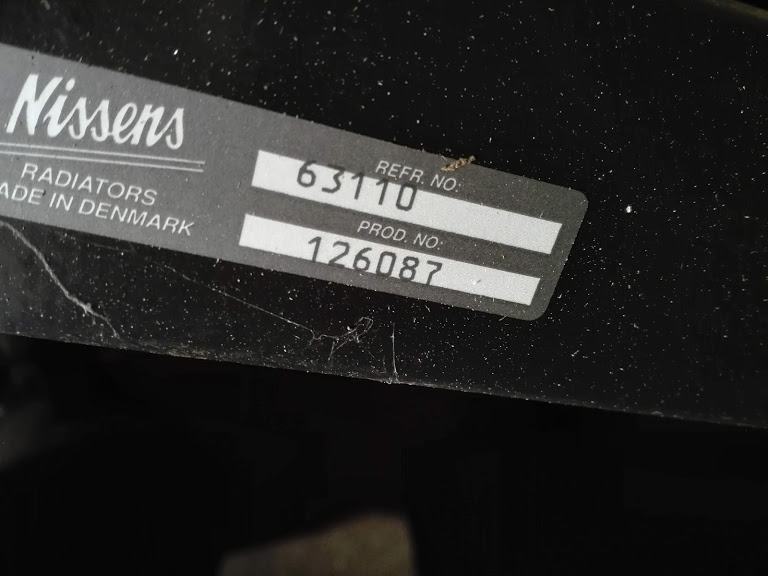 Nissens
RADIATORS
ADE IN DENMARK
REFR. NO:
63110
PROD. NO:
126087